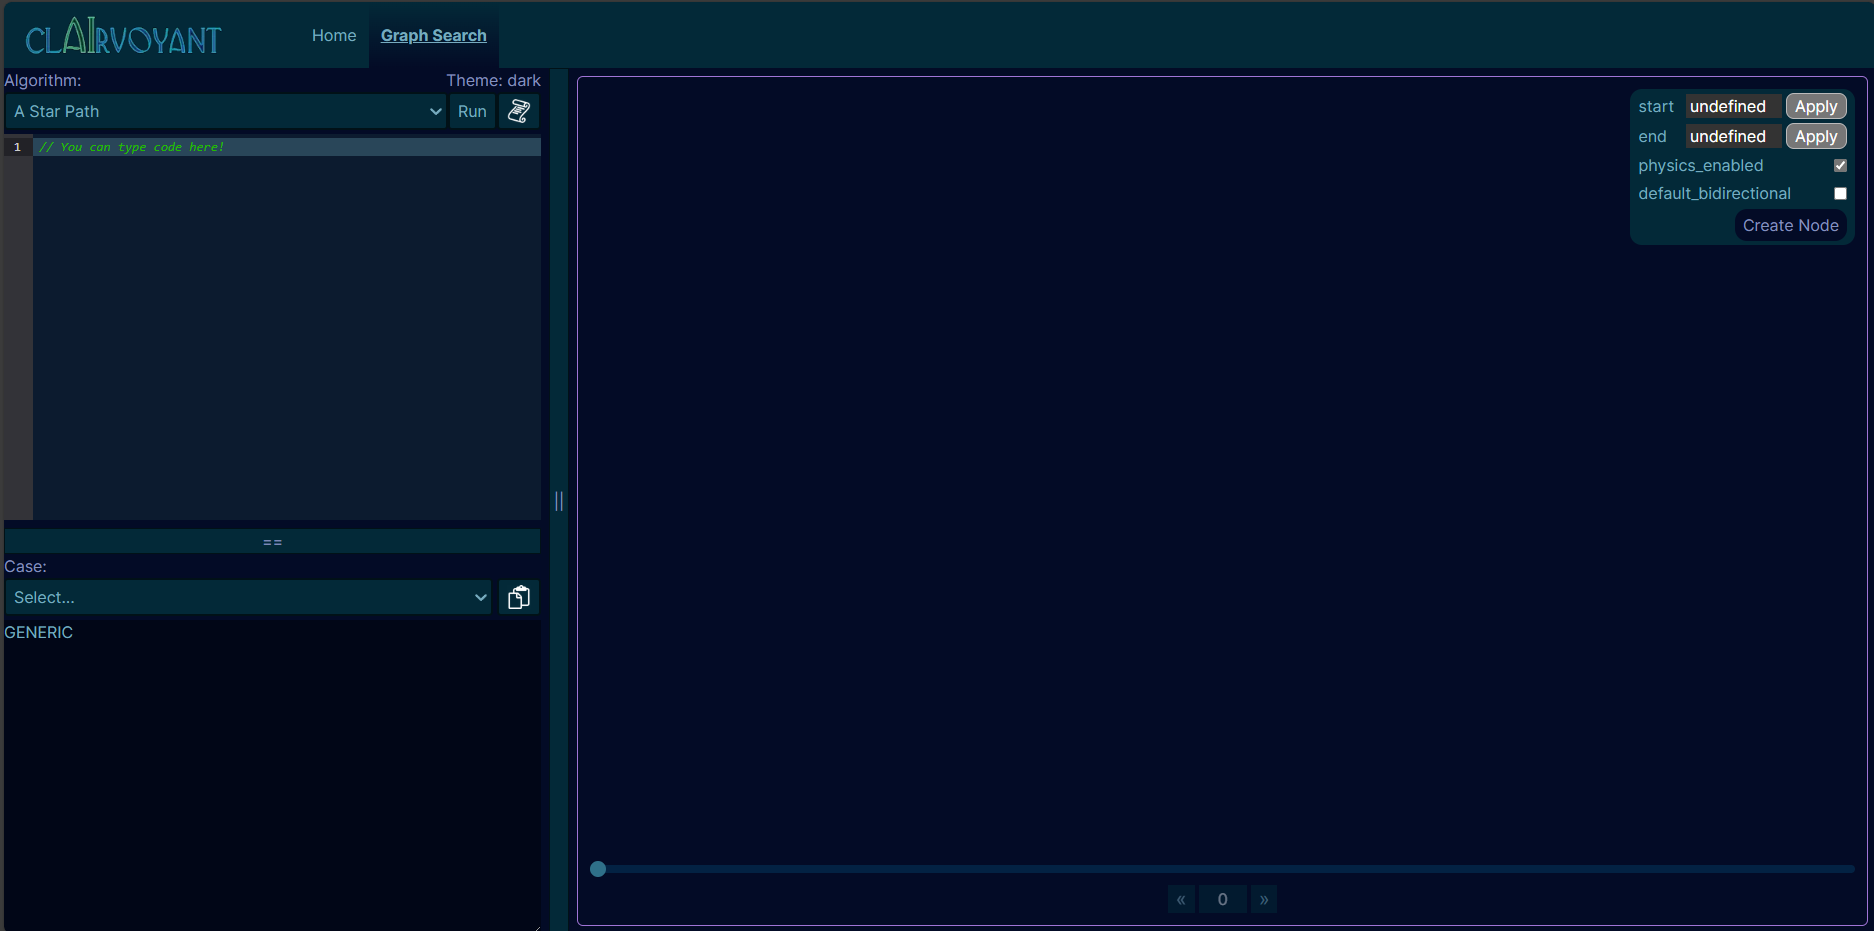 CLAIRVOYANT
Home
Graph Search
Algorithm:
Theme: dark
A Star Path
Run
1
// You can type code here!
==
Case:
Select...
GENERIC
||
start undefined Apply
end undefined Apply
physics_enabled
default_bidirectional
Create Node
« 0 »